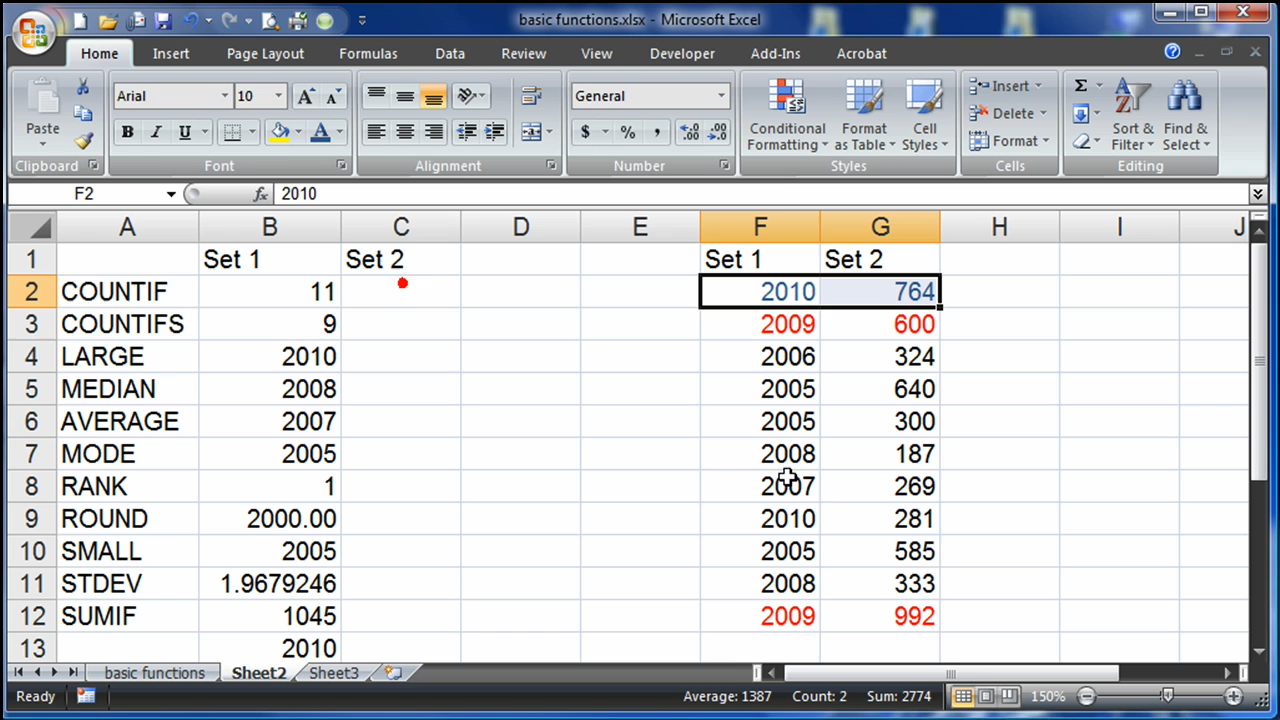 basic functions.xlsx - Microsoft Excel
Home Insert Page Layout Formulas Data Review View Developer Add-Ins Acrobat
Paste Arial 10 General Conditional Formatting Format as Table Cell Styles Insert Delete Format Σ Sort & Filter Find & Select
B I U A A A $ % ,
Clipboard Font Alignment Number Styles Cells Editing
F2 fx 2010
A B C D E F G H I J
1 Set 1 Set 2 Set 1 Set 2
2 COUNTIF 11 2010 764
3 COUNTIFS 9 2009 600
4 LARGE 2010 2006 324
5 MEDIAN 2008 2005 640
6 AVERAGE 2007 2005 300
7 MODE 2005 2008 187
8 RANK 1 2007 269
9 ROUND 2000.00 2010 281
10 SMALL 2005 2005 585
11 STDEV 1.9679246 2008 333
12 SUMIF 1045 2009 992
13 2010
basic functions Sheet2 Sheet3
Ready Average: 1387 Count: 2 Sum: 2774 150%